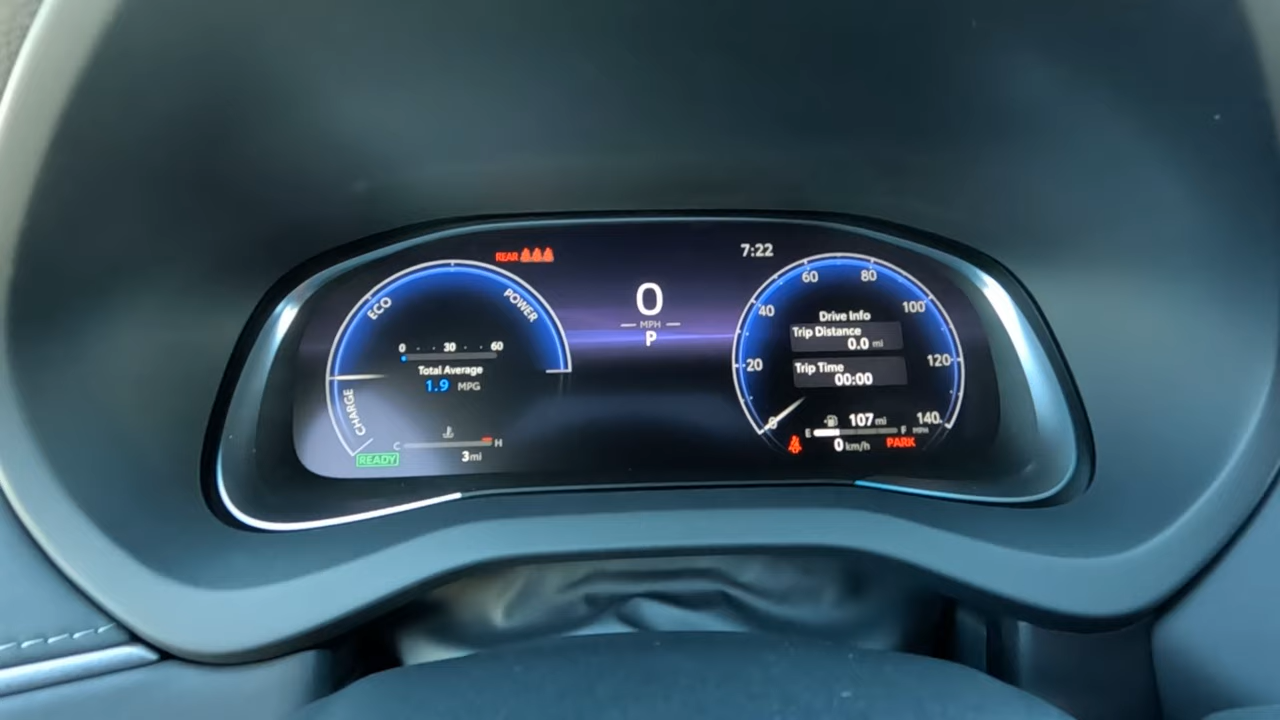 REAR
7:22
ECO
POWER
CHARGE
0 30 60
Total Average
1.9 MPG
C H
READY
3 mi
0
MPH
P
0
20
40
60
80
100
120
140
MPH
Drive Info
Trip Distance
0.0 mi
Trip Time
00:00
107 mi
E F
0 km/h
PARK